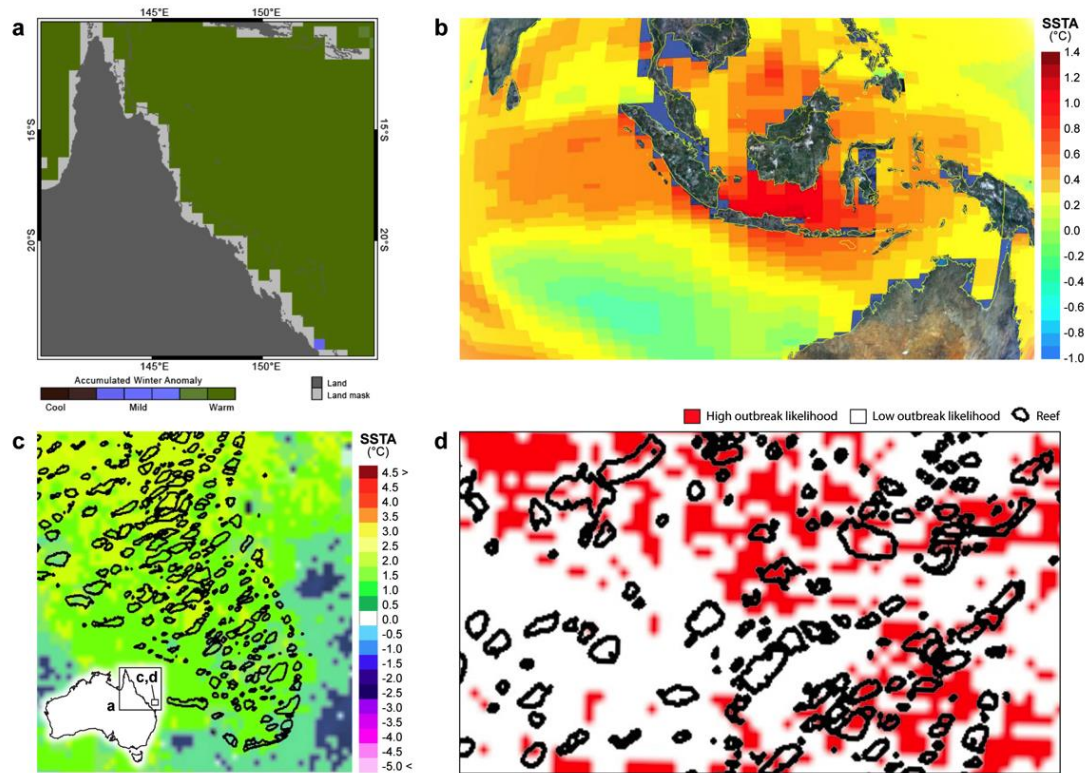 a
145°E
150°E
15°S
15°S
20°S
20°S
145°E
150°E
Accumulated Winter Anomaly
Cool
Mild
Warm
Land
Land mask
b
SSTA
(°C)
1.4
1.2
1.0
0.8
0.6
0.4
0.2
0.0
-0.2
-0.4
-0.6
-0.8
-1.0
c
SSTA
(°C)
4.5 >
4.5
4.0
3.5
3.0
2.5
2.0
1.5
1.0
0.5
0.0
-0.5
-1.0
-1.5
-2.0
-2.5
-3.0
-3.5
-4.0
-4.5
-5.0 <
c,d
a
High outbreak likelihood
Low outbreak likelihood
Reef
d